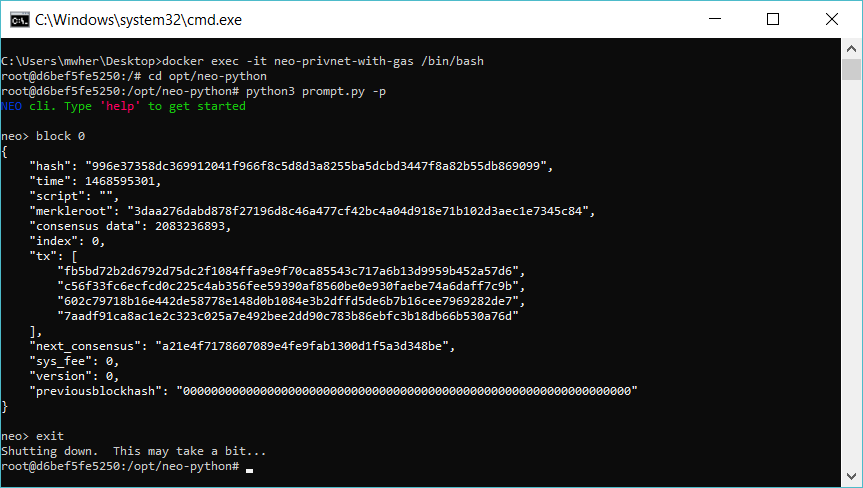 C:\Windows\system32\cmd.exe
C:\Users\mwher\Desktop>docker exec -it neo-privnet-with-gas /bin/bash
root@d6bef5fe5250:/# cd opt/neo-python
root@d6bef5fe5250:/opt/neo-python# python3 prompt.py -p
NEO cli. Type 'help' to get started
neo> block 0
{
    "hash": "996e37358dc369912041f966f8c5d8d3a8255ba5dcbd3447f8a82b55db869099",
    "time": 1468595301,
    "script": "",
    "merkleroot": "3daa276dabd878f27196d8c46a477cf42bc4a04d918e71b102d3aec1e7345c84",
    "consensus data": 2083236893,
    "index": 0,
    "tx": [
        "fb5bd72b2d6792d75dc2f1084ffa9e9f70ca85543c717a6b13d9959b452a57d6",
        "c56f33fc6ecfcd0c225c4ab356fee59390af8560be0e930faebe74a6daff7c9b",
        "602c79718b16e442de58778e148d0b1084e3b2dffd5de6b7b16cee7969282de7",
        "7aadf91ca8ac1e2c323c025a7e492bee2dd90c783b86ebfc3b18db66b530a76d"
    ],
    "next_consensus": "a21e4f7178607089e4fe9fab1300d1f5a3d348be",
    "sys_fee": 0,
    "version": 0,
    "previousblockhash": "0000000000000000000000000000000000000000000000000000000000000000"
}
neo> exit
Shutting down.  This may take a bit...
root@d6bef5fe5250:/opt/neo-python#